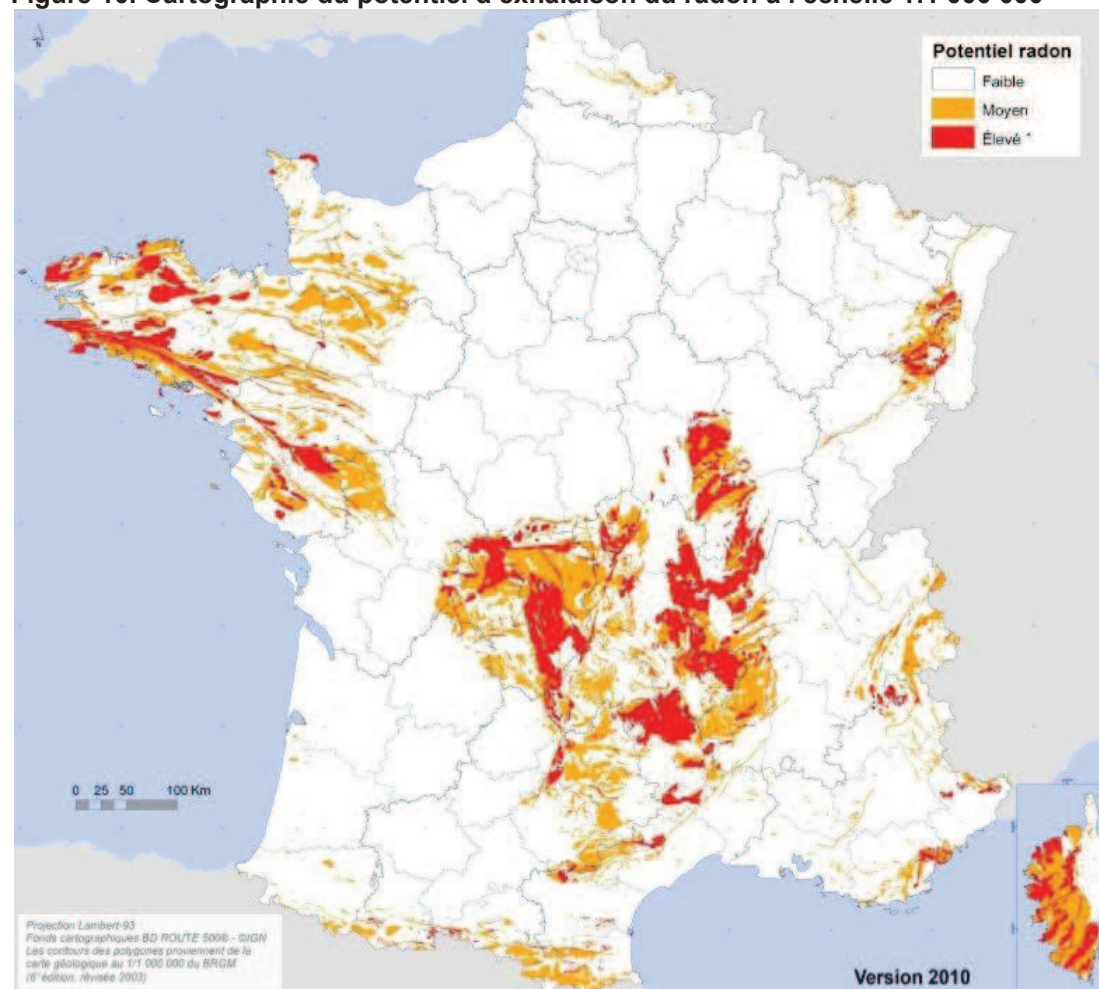 Figure 10. Cartographie du potentiel d'exhalaison du radon à l'échelle 1:1 000 000
N
Potentiel radon
Faible
Moyen
Élevé *
0 25 50 100 Km
Projection Lambert-93
Fonds cartographiques BD ROUTE 500® - ©IGN
Les contours des polygones proviennent de la
carte géologique au 1/1 000 000 du BRGM
(6° édition, révisée 2003)
Version 2010